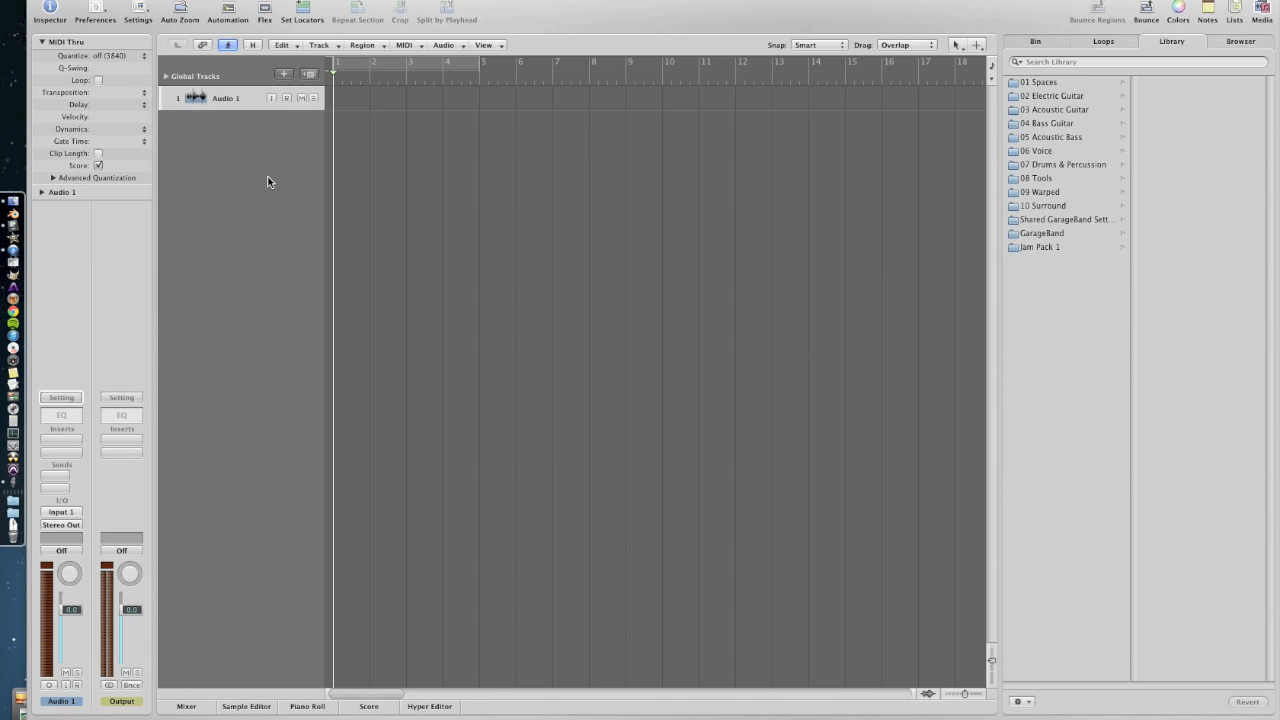 Inspector Preferences Settings Auto Zoom Automation Flex Set Locators Repeat Section Crop Split by Playhead Bounce Regions Bounce Colors Notes Lists Media
MIDI Thru
Quantize: off (3840)
Q-Swing:
Loop:
Transposition:
Delay:
Velocity:
Dynamics:
Gate Time:
Clip Length:
Score:
Advanced Quantization
Audio 1
H Edit Track Region MIDI Audio View Snap: Smart Drag: Overlap
Global Tracks
1 2 3 4 5 6 7 8 9 10 11 12 13 14 15 16 17 18
1 Audio 1 I R M S
Bin Loops Library Browser
Search Library
01 Spaces
02 Electric Guitar
03 Acoustic Guitar
04 Bass Guitar
05 Acoustic Bass
06 Voice
07 Drums & Percussion
08 Tools
09 Warped
10 Surround
Shared GarageBand Sett...
GarageBand
Jam Pack 1
Setting Setting
EQ EQ
Inserts Inserts
Sends
I/O
Input 1
Stereo Out
Off Off
0.0 0.0
M S M S
I R Bnce
Audio 1 Output
Mixer Sample Editor Piano Roll Score Hyper Editor
Revert